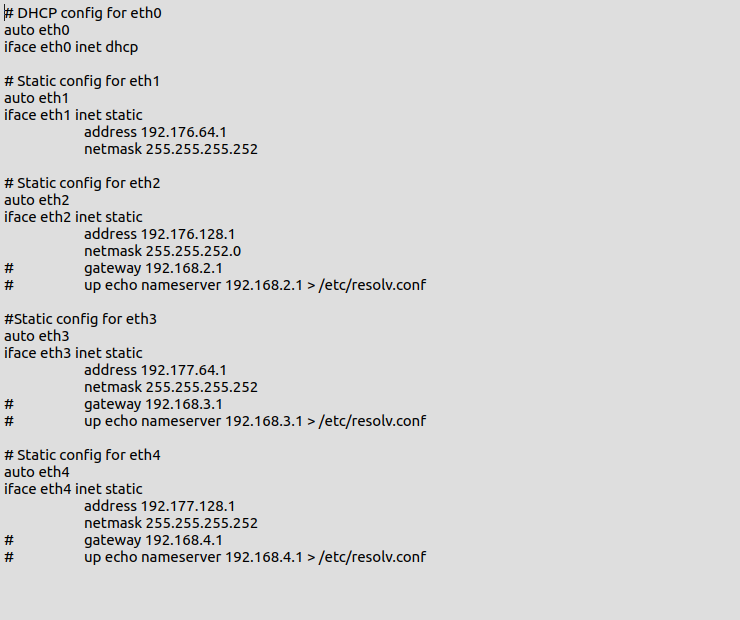 # DHCP config for eth0
auto eth0
iface eth0 inet dhcp

# Static config for eth1
auto eth1
iface eth1 inet static
	address 192.176.64.1
	netmask 255.255.255.252

# Static config for eth2
auto eth2
iface eth2 inet static
	address 192.176.128.1
	netmask 255.255.252.0
#	gateway 192.168.2.1
#	up echo nameserver 192.168.2.1 > /etc/resolv.conf

#Static config for eth3
auto eth3
iface eth3 inet static
	address 192.177.64.1
	netmask 255.255.255.252
#	gateway 192.168.3.1
#	up echo nameserver 192.168.3.1 > /etc/resolv.conf

# Static config for eth4
auto eth4
iface eth4 inet static
	address 192.177.128.1
	netmask 255.255.255.252
#	gateway 192.168.4.1
#	up echo nameserver 192.168.4.1 > /etc/resolv.conf